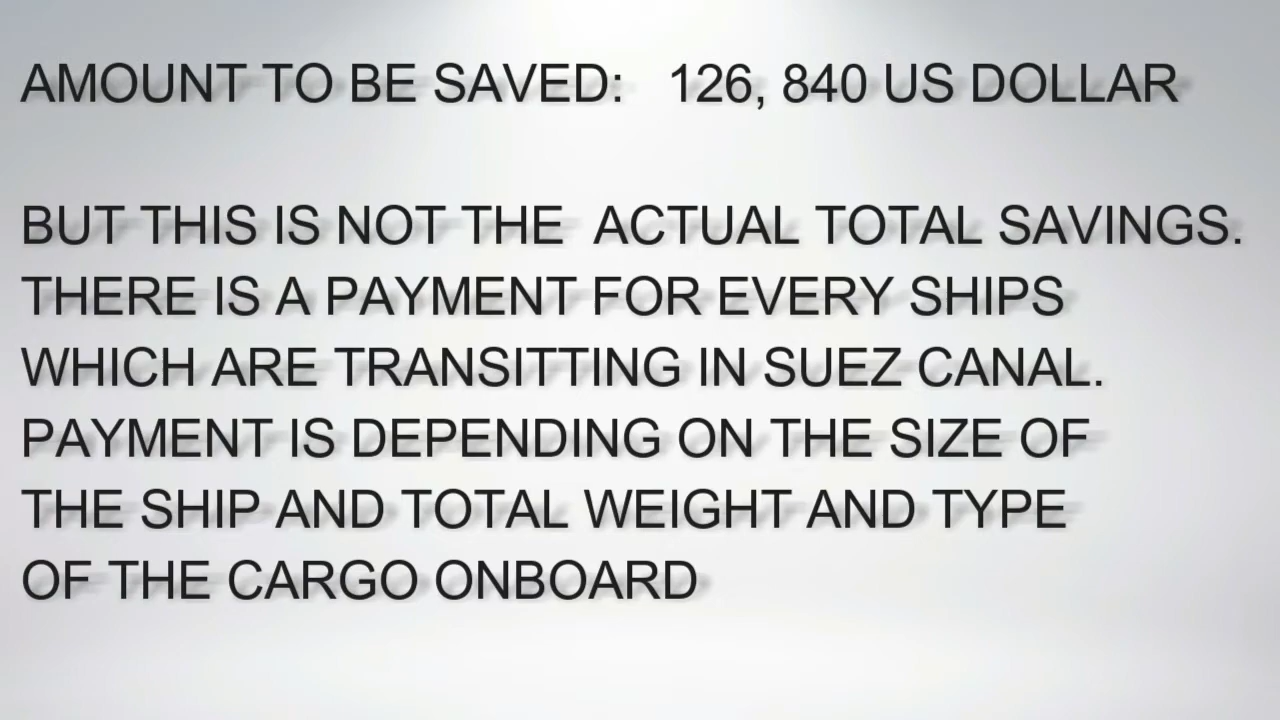 AMOUNT TO BE SAVED: 126, 840 US DOLLAR
BUT THIS IS NOT THE ACTUAL TOTAL SAVINGS.
THERE IS A PAYMENT FOR EVERY SHIPS
WHICH ARE TRANSITTING IN SUEZ CANAL.
PAYMENT IS DEPENDING ON THE SIZE OF
THE SHIP AND TOTAL WEIGHT AND TYPE
OF THE CARGO ONBOARD